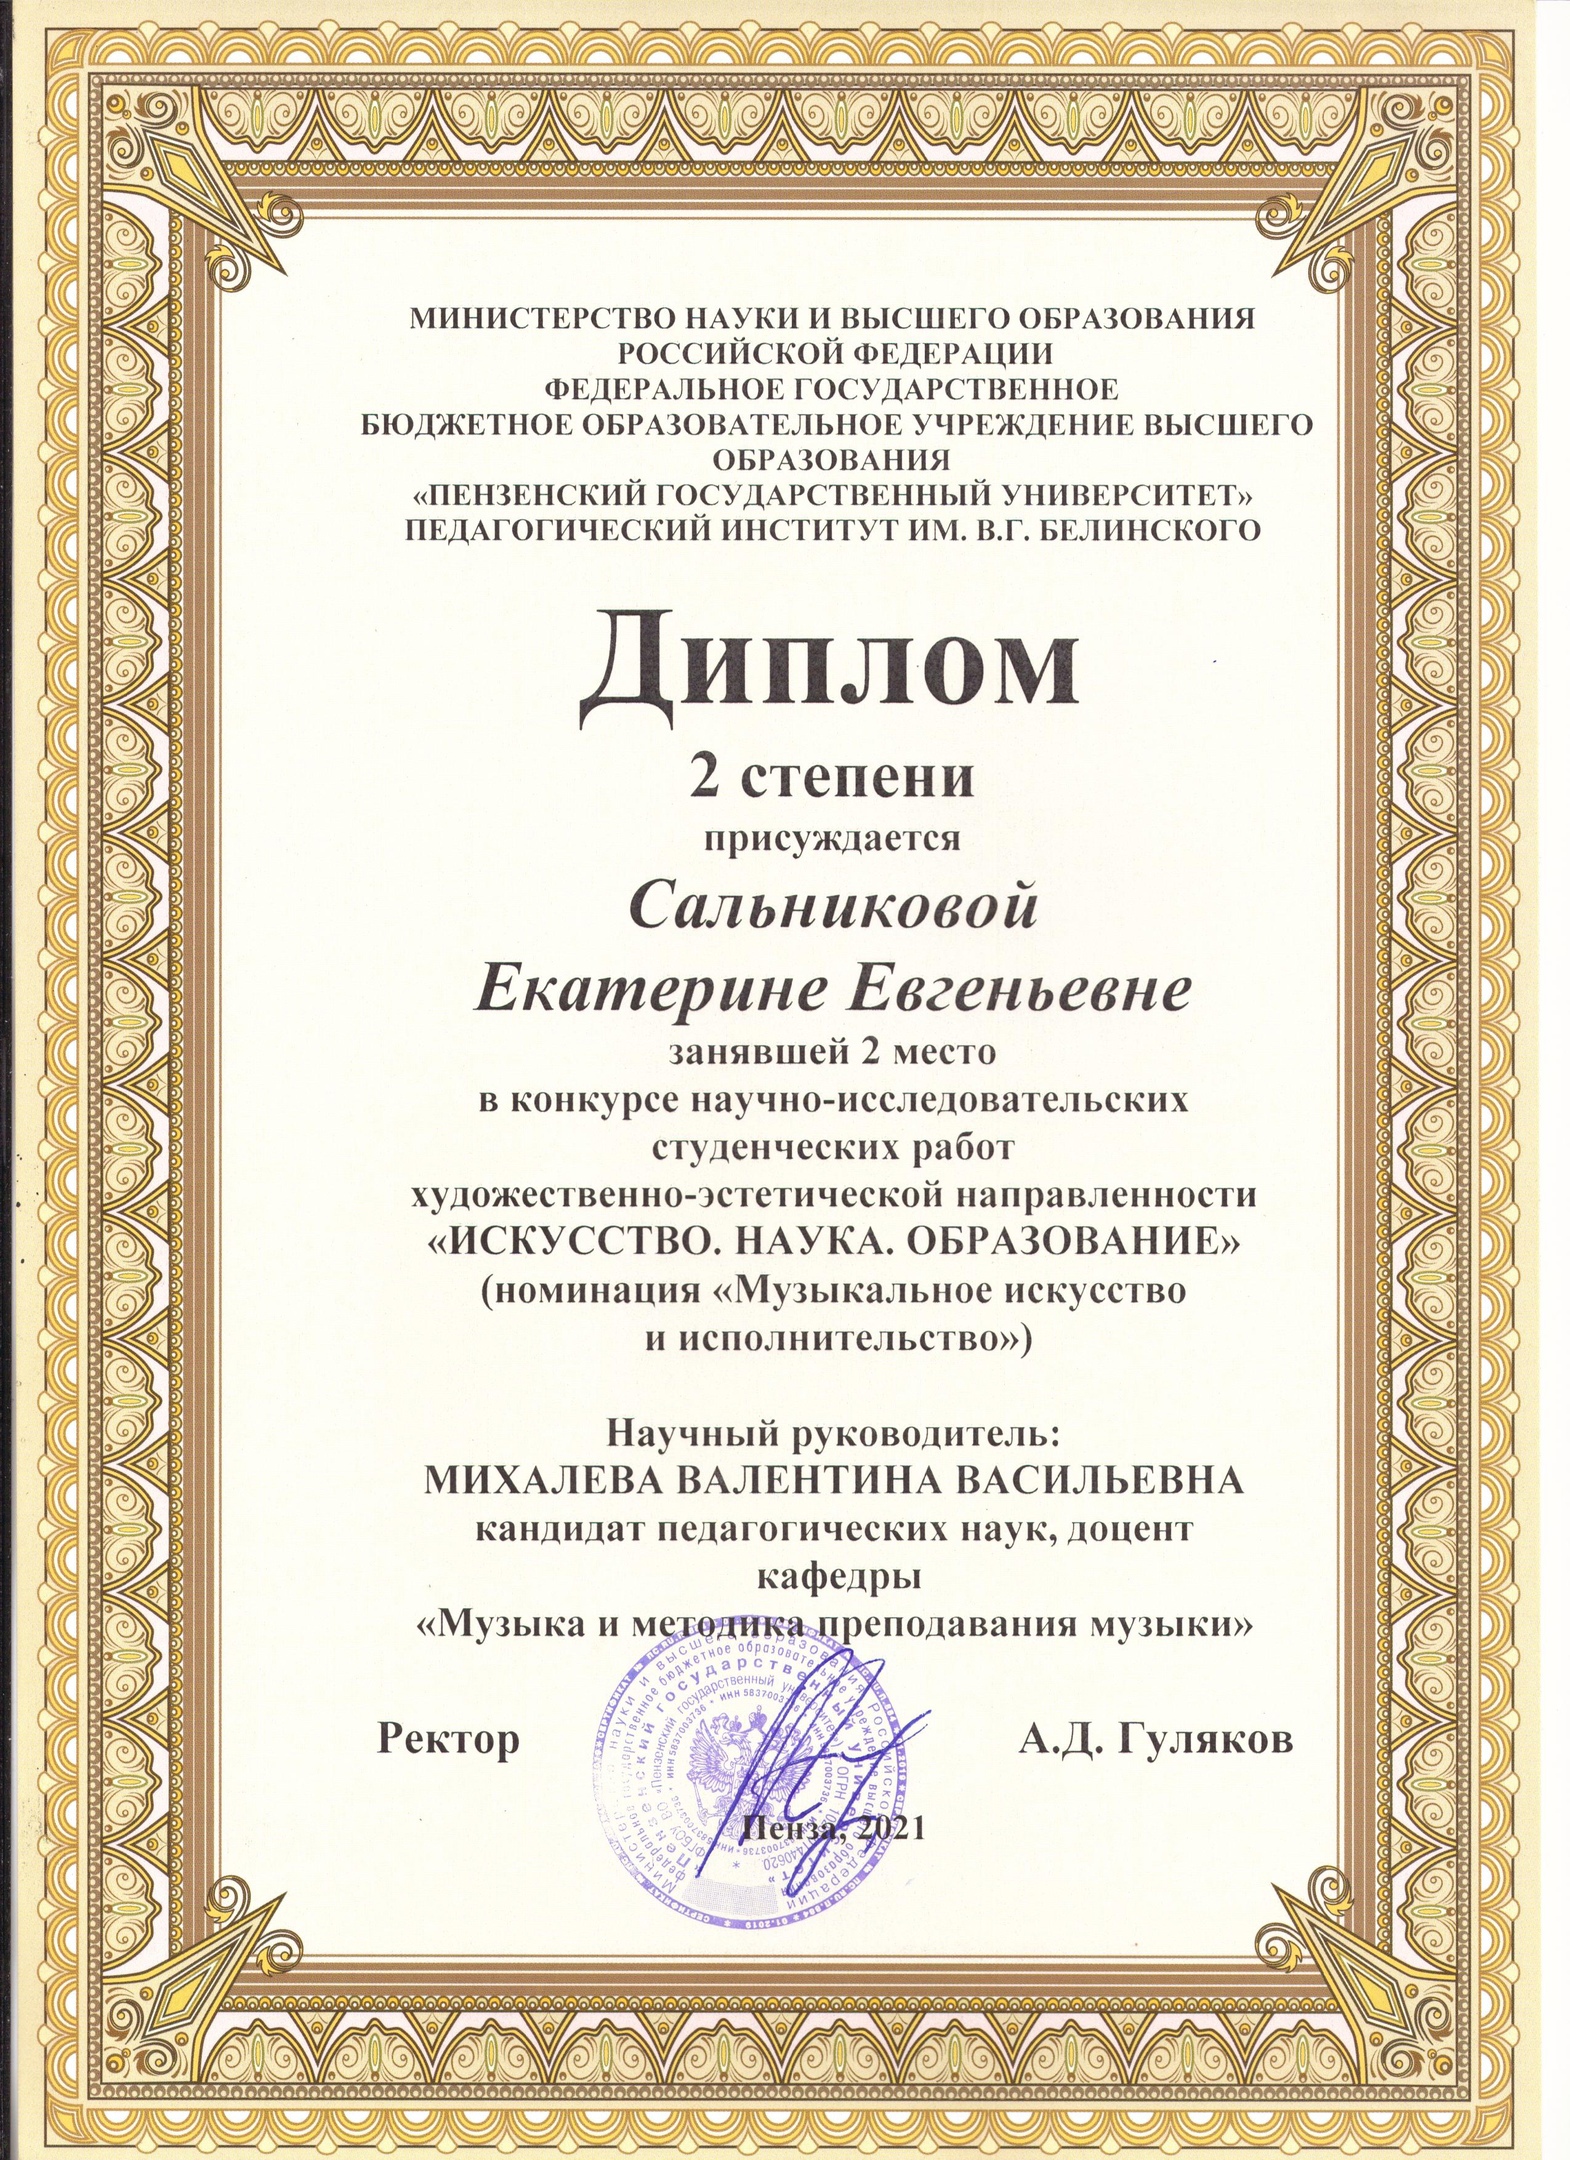 МИНИСТЕРСТВО НАУКИ И ВЫСШЕГО ОБРАЗОВАНИЯ
РОССИЙСКОЙ ФЕДЕРАЦИИ
ФЕДЕРАЛЬНОЕ ГОСУДАРСТВЕННОЕ
БЮДЖЕТНОЕ ОБРАЗОВАТЕЛЬНОЕ УЧРЕЖДЕНИЕ ВЫСШЕГО
ОБРАЗОВАНИЯ
«ПЕНЗЕНСКИЙ ГОСУДАРСТВЕННЫЙ УНИВЕРСИТЕТ»
ПЕДАГОГИЧЕСКИЙ ИНСТИТУТ ИМ. В.Г. БЕЛИНСКОГО
Диплом
2 степени
присуждается
Сальниковой
Екатерине Евгеньевне
занявшей 2 место
в конкурсе научно-исследовательских
студенческих работ
художественно-эстетической направленности
«ИСКУССТВО. НАУКА. ОБРАЗОВАНИЕ»
(номинация «Музыкальное искусство
и исполнительство»)
Научный руководитель:
МИХАЛЕВА ВАЛЕНТИНА ВАСИЛЬЕВНА
кандидат педагогических наук, доцент
кафедры
«Музыка и методика преподавания музыки»
Ректор А.Д. Гуляков
Пенза, 2021